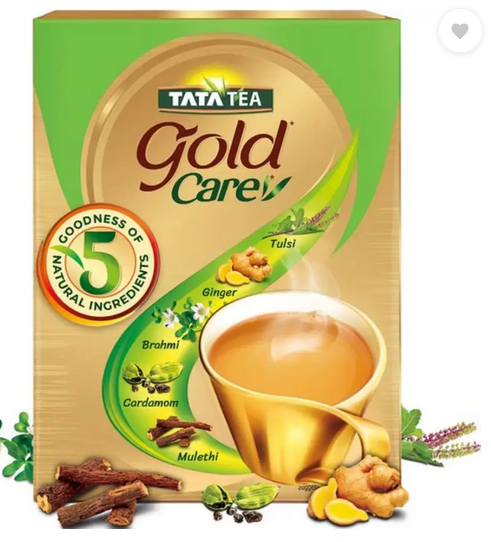 TATA TEA
Gold
Care
GOODNESS OF
5
NATURAL INGREDIENTS
Tulsi
Ginger
Brahmi
Cardamom
Mulethi